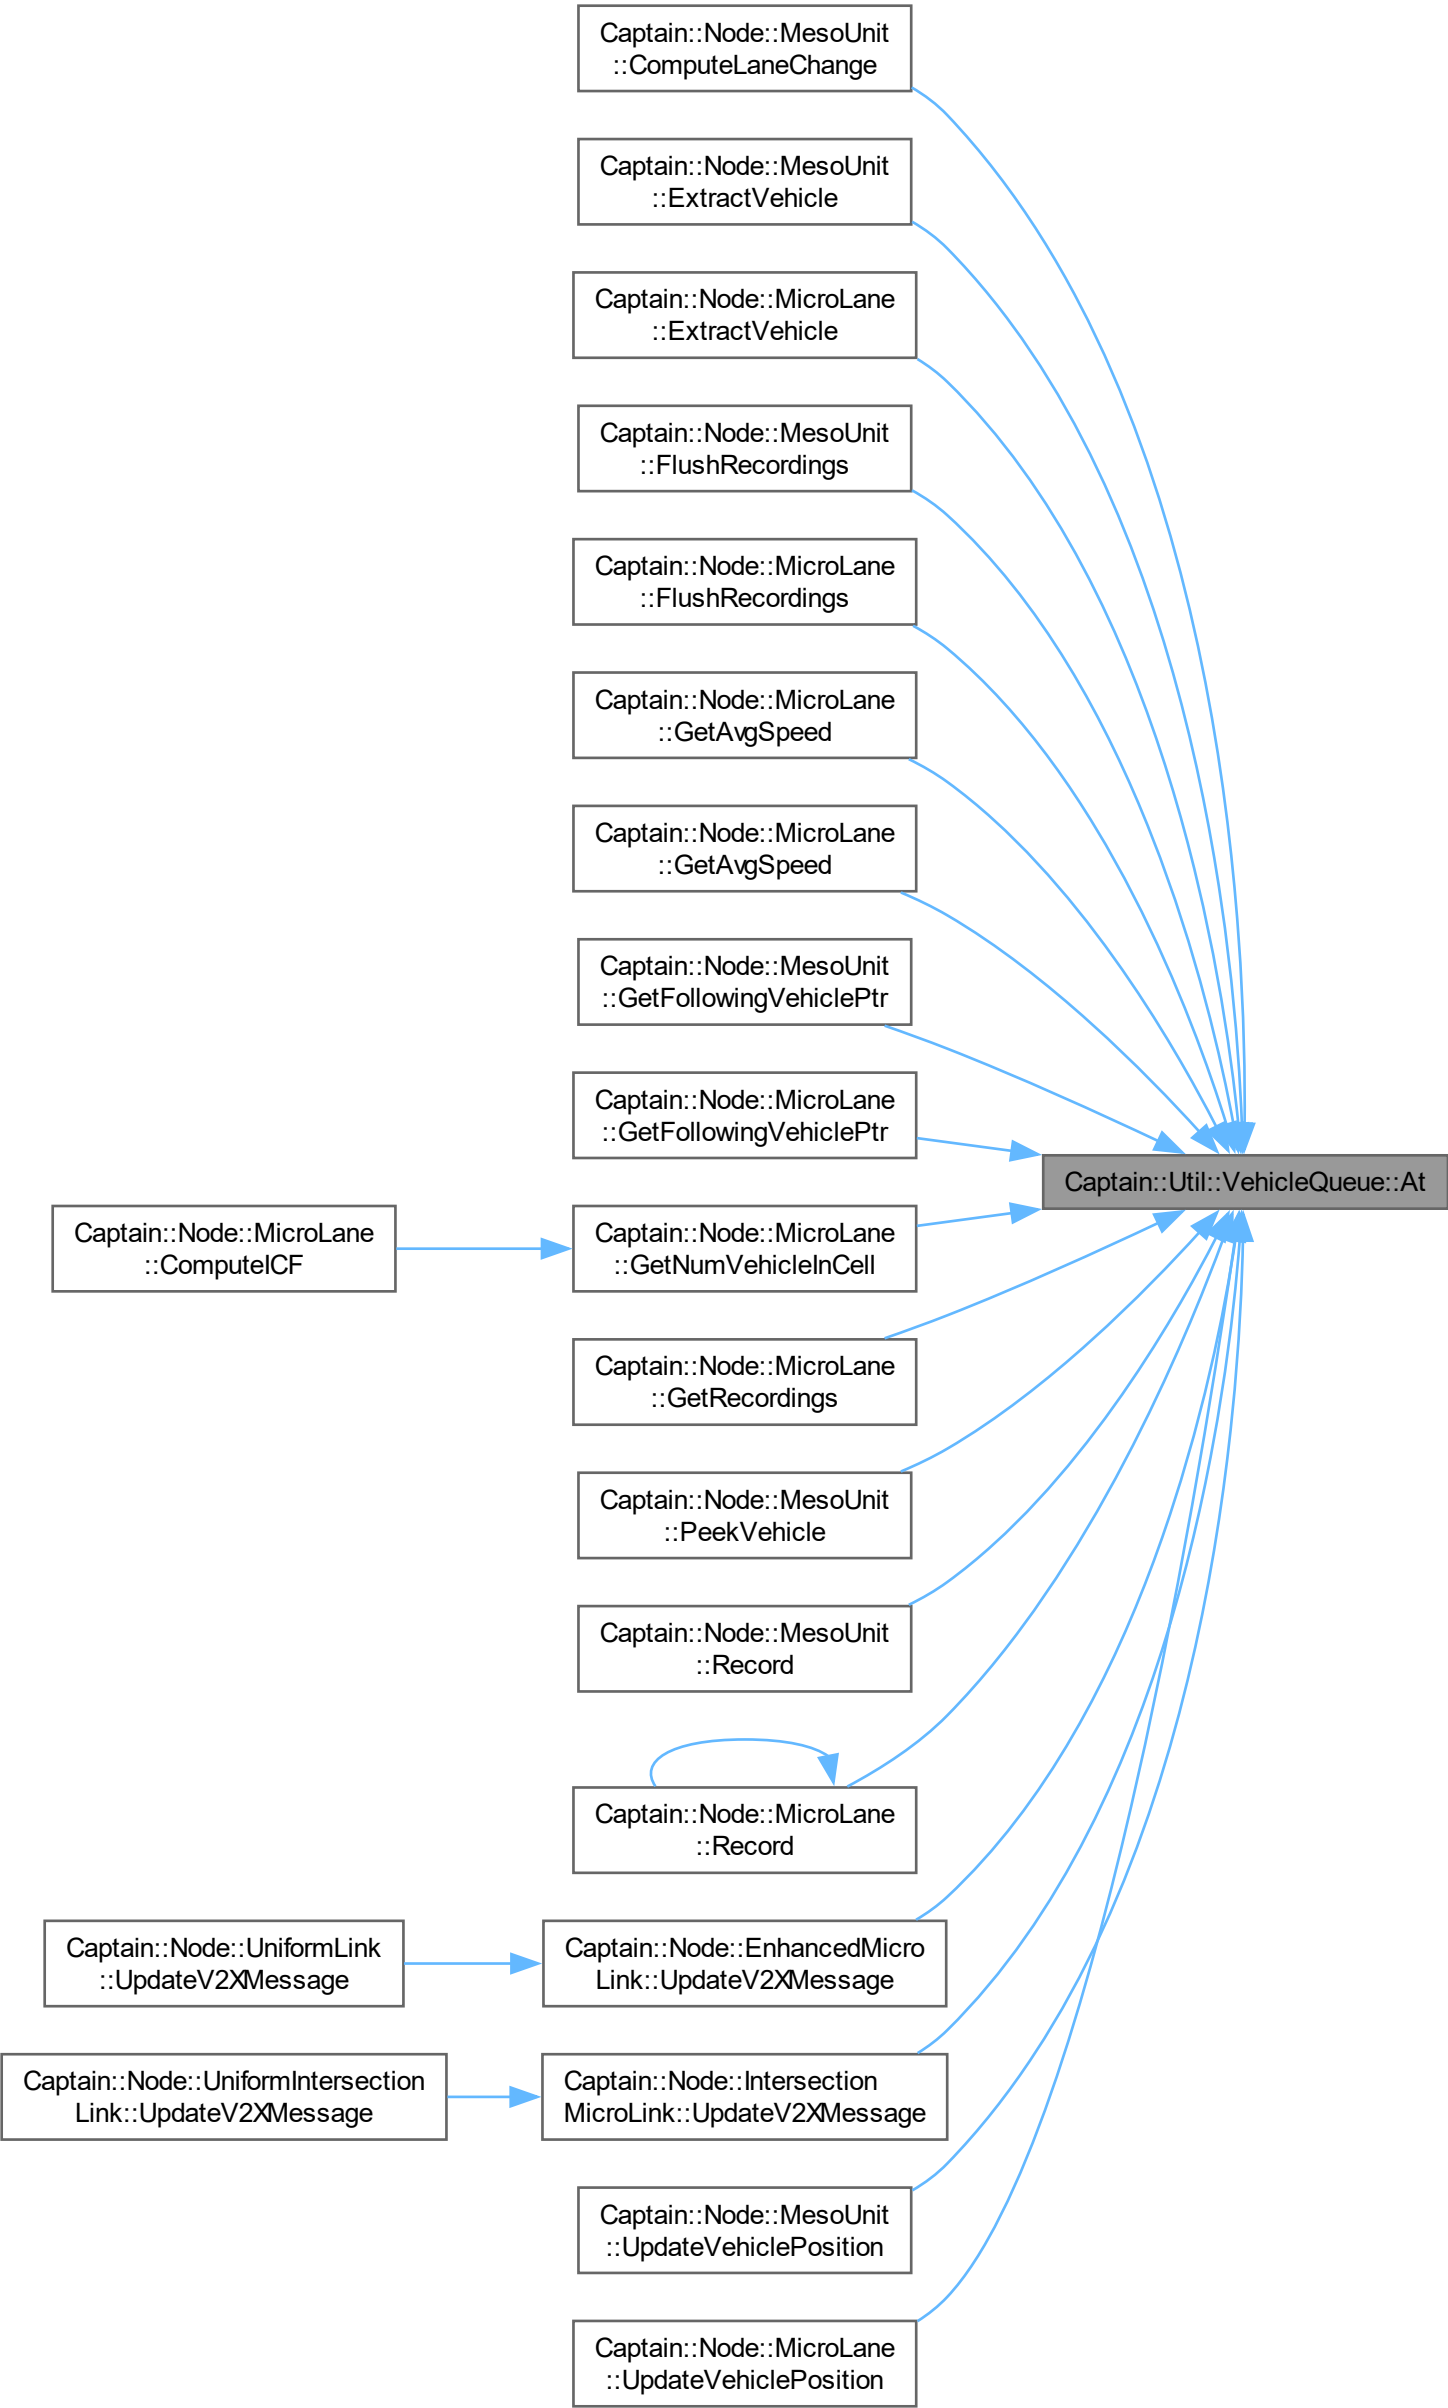 Captain::Node::MesoUnit
::ComputeLaneChange
Captain::Node::MesoUnit
::ExtractVehicle
Captain::Node::MicroLane
::ExtractVehicle
Captain::Node::MesoUnit
::FlushRecordings
Captain::Node::MicroLane
::FlushRecordings
Captain::Node::MicroLane
::GetAvgSpeed
Captain::Node::MicroLane
::GetAvgSpeed
Captain::Node::MesoUnit
::GetFollowingVehiclePtr
Captain::Node::MicroLane
::GetFollowingVehiclePtr
Captain::Util::VehicleQueue::At
Captain::Node::MicroLane
::ComputeICF
Captain::Node::MicroLane
::GetNumVehicleInCell
Captain::Node::MicroLane
::GetRecordings
Captain::Node::MesoUnit
::PeekVehicle
Captain::Node::MesoUnit
::Record
Captain::Node::MicroLane
::Record
Captain::Node::UniformLink
::UpdateV2XMessage
Captain::Node::EnhancedMicro
Link::UpdateV2XMessage
Captain::Node::UniformIntersection
Link::UpdateV2XMessage
Captain::Node::Intersection
MicroLink::UpdateV2XMessage
Captain::Node::MesoUnit
::UpdateVehiclePosition
Captain::Node::MicroLane
::UpdateVehiclePosition